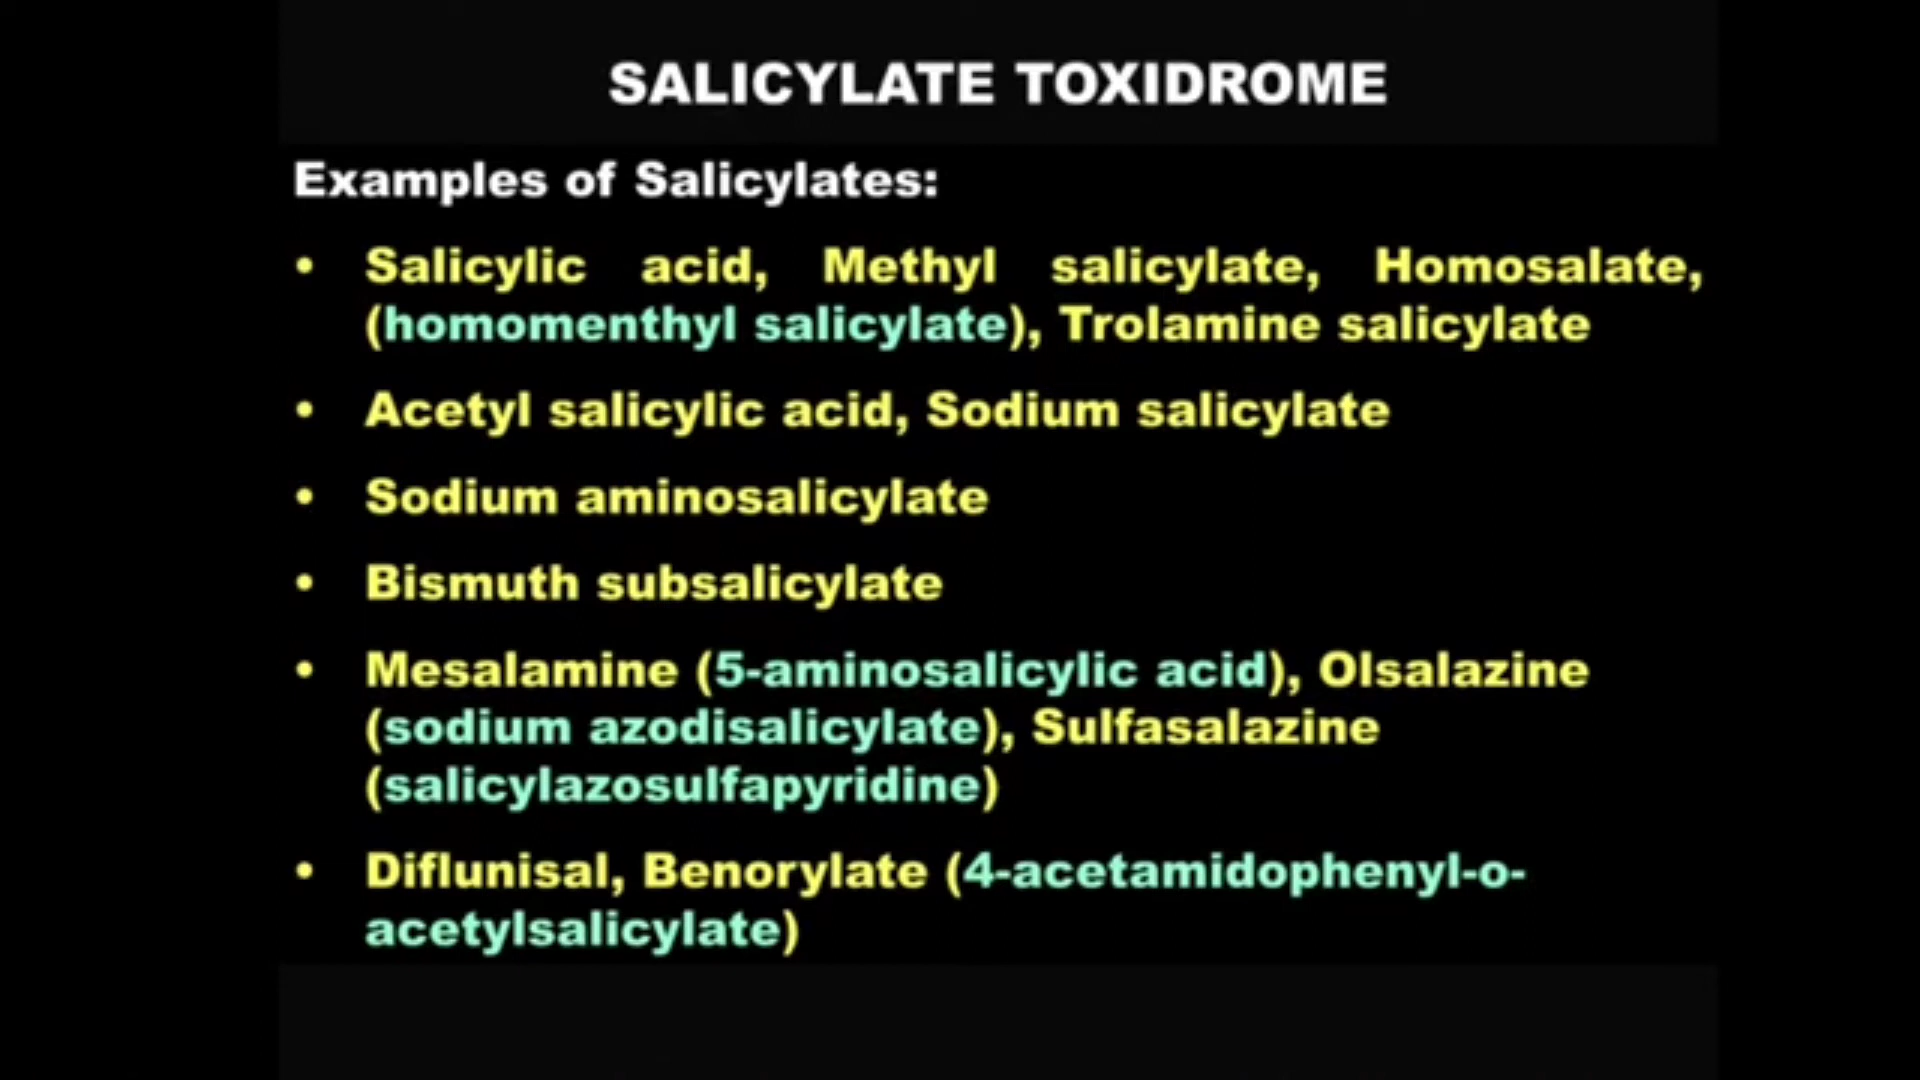 SALICYLATE TOXIDROME
Examples of Salicylates:
• Salicylic acid, Methyl salicylate, Homosalate,
(homomenthyl salicylate), Trolamine salicylate
• Acetyl salicylic acid, Sodium salicylate
• Sodium aminosalicylate
• Bismuth subsalicylate
• Mesalamine (5-aminosalicylic acid), Olsalazine
(sodium azodisalicylate), Sulfasalazine
(salicylazosulfapyridine)
• Diflunisal, Benorylate (4-acetamidophenyl-o-
acetylsalicylate)